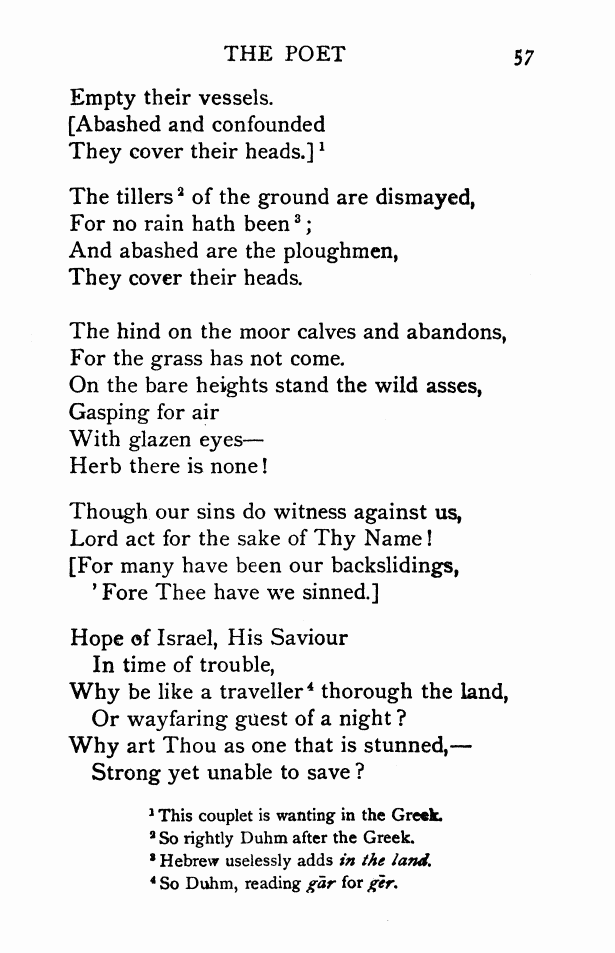 THE POET 57
Empty their vessels.
[Abashed and confounded
They cover their heads.] ¹
The tillers ² of the ground are dismayed,
For no rain hath been ³ ;
And abashed are the ploughmen,
They cover their heads.
The hind on the moor calves and abandons,
For the grass has not come.
On the bare heights stand the wild asses,
Gasping for air
With glazen eyes—
Herb there is none !
Though our sins do witness against us,
Lord act for the sake of Thy Name !
[For many have been our backslidings,
' Fore Thee have we sinned.]
Hope of Israel, His Saviour
In time of trouble,
Why be like a traveller ⁴ thorough the land,
Or wayfaring guest of a night ?
Why art Thou as one that is stunned,—
Strong yet unable to save ?
¹ This couplet is wanting in the Greek.
² So rightly Duhm after the Greek.
³ Hebrew uselessly adds in the land.
⁴ So Duhm, reading gār for gēr.